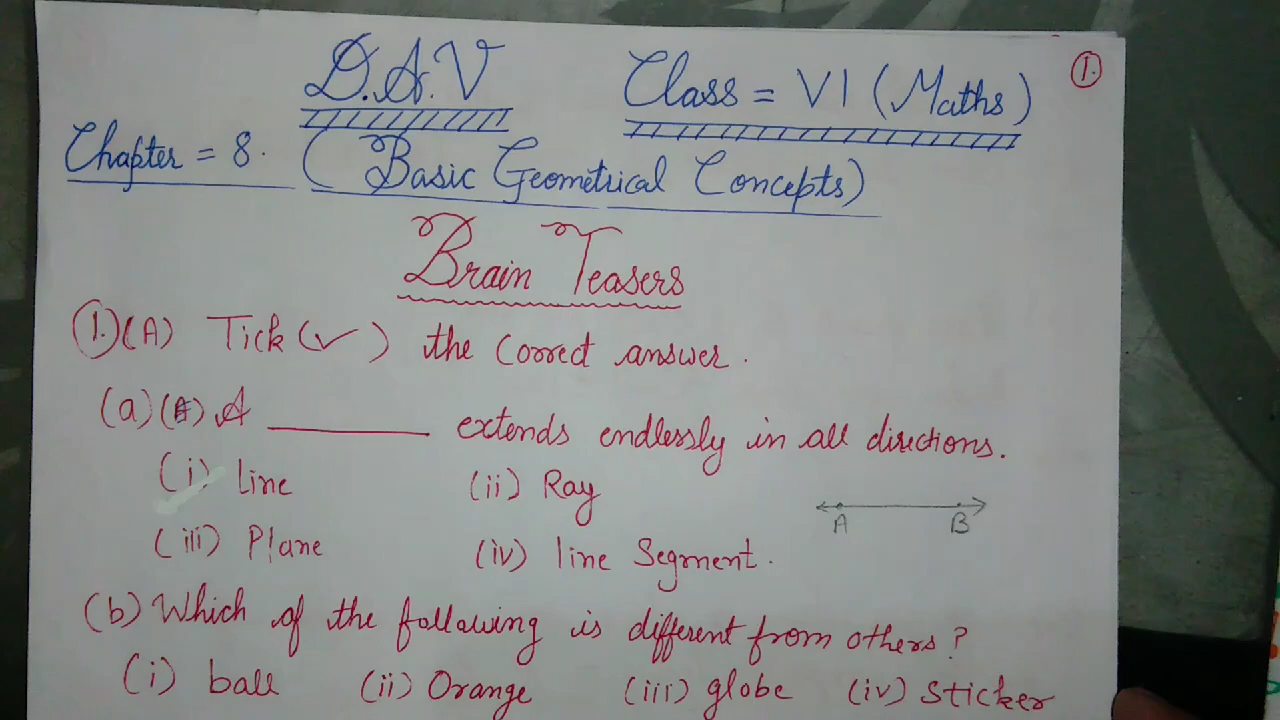 D.A.V Class = VI (Maths) 1.
Chapter = 8. (Basic Geometrical Concepts)
Brain Teasers
1.)(A) Tick (✓) the correct answer.
(a) (A) A ________ extends endlessly in all directions.
(i) line (ii) Ray
A B
(iii) Plane (iv) line Segment.
(b) Which of the following is different from others?
(i) ball (ii) Orange (iii) globe (iv) Sticker